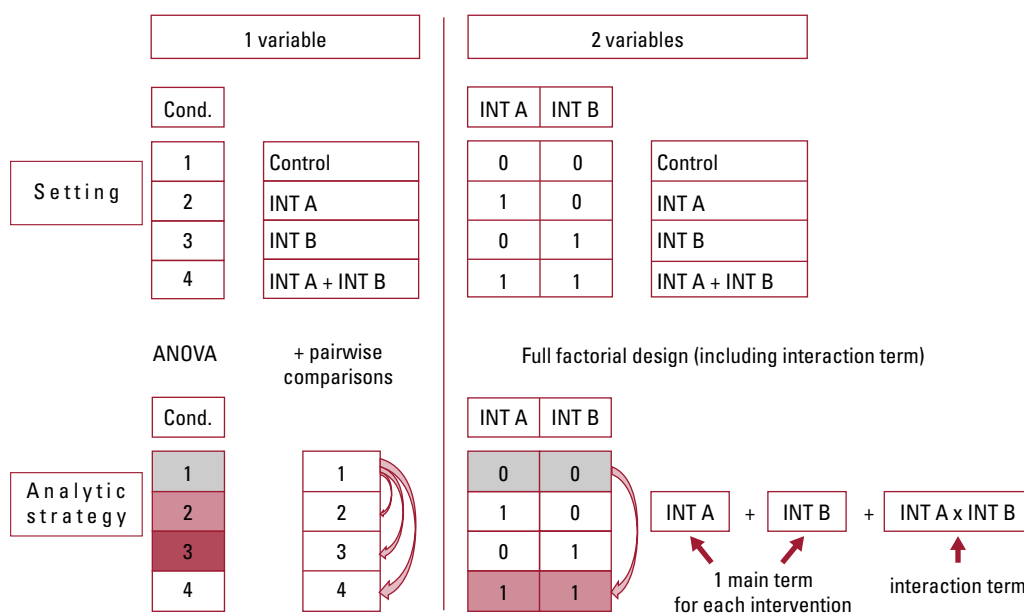 1 variable
2 variables
Cond.
INT A INT B
Setting
1 Control
2 INT A
3 INT B
4 INT A + INT B
0 0 Control
1 0 INT A
0 1 INT B
1 1 INT A + INT B
ANOVA
+ pairwise
comparisons
Full factorial design (including interaction term)
Cond.
INT A INT B
Analytic
strategy
1
2
3
4
1
2
3
4
0 0
1 0
0 1
1 1
INT A + INT B + INT A x INT B
1 main term
for each intervention
interaction term